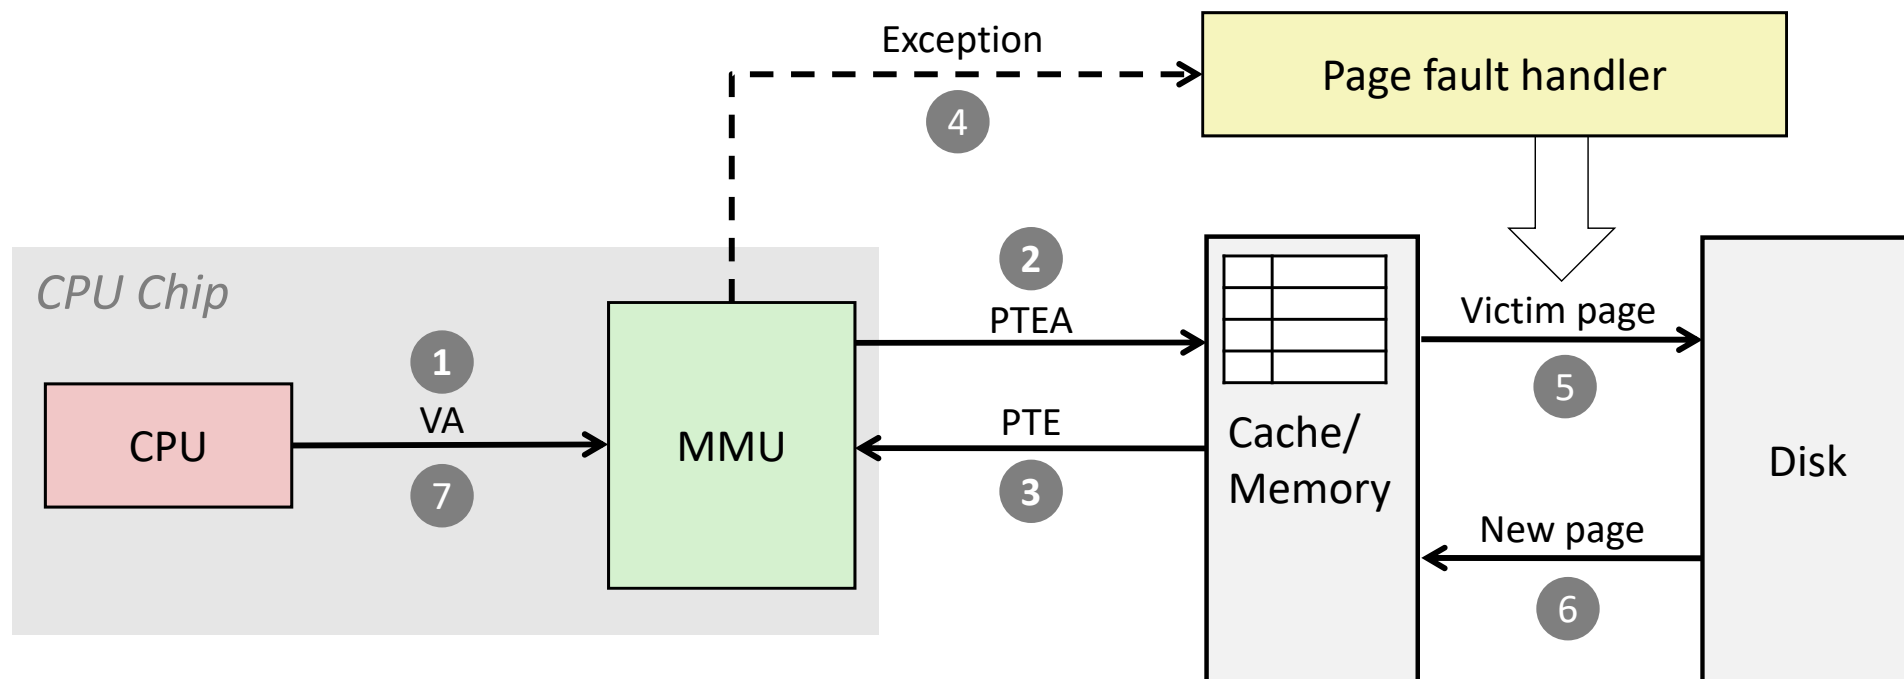 Exception
Page fault handler
4
2
CPU Chip
PTEA
Victim page
1
5
VA
PTE
CPU
MMU
Cache/
Memory
Disk
7
3
New page
6